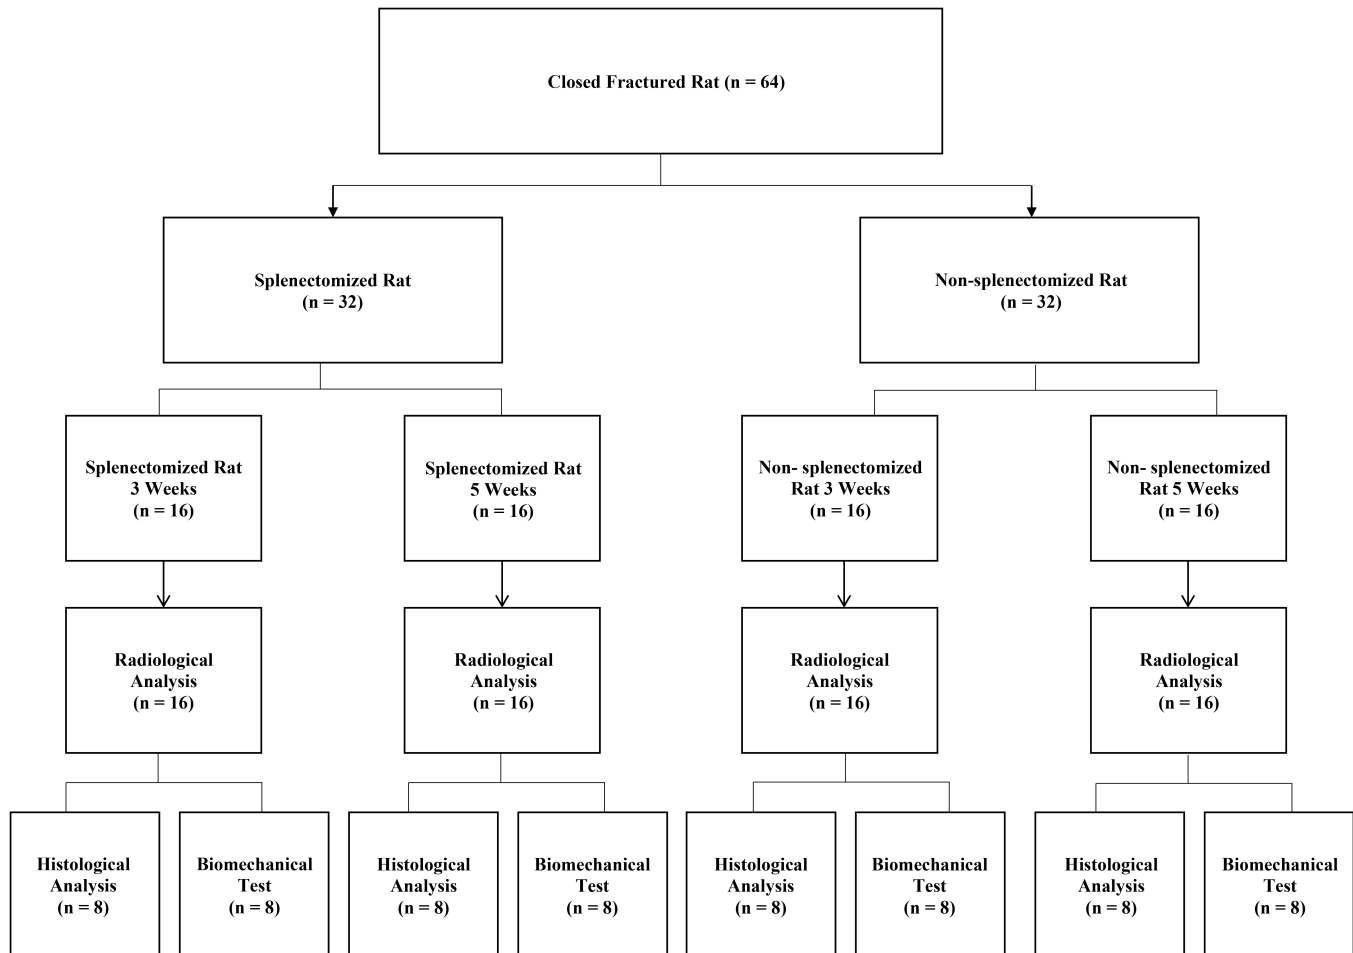 Closed Fractured Rat (n = 64)
Splenectomized Rat
(n = 32)
Non-splenectomized Rat
(n = 32)
Splenectomized Rat
3 Weeks
(n = 16)
Splenectomized Rat
5 Weeks
(n = 16)
Non- splenectomized
Rat 3 Weeks
(n = 16)
Non- splenectomized
Rat 5 Weeks
(n = 16)
Radiological
Analysis
(n = 16)
Radiological
Analysis
(n = 16)
Radiological
Analysis
(n = 16)
Radiological
Analysis
(n = 16)
Histological
Analysis
(n = 8)
Biomechanical
Test
(n = 8)
Histological
Analysis
(n = 8)
Biomechanical
Test
(n = 8)
Histological
Analysis
(n = 8)
Biomechanical
Test
(n = 8)
Histological
Analysis
(n = 8)
Biomechanical
Test
(n = 8)